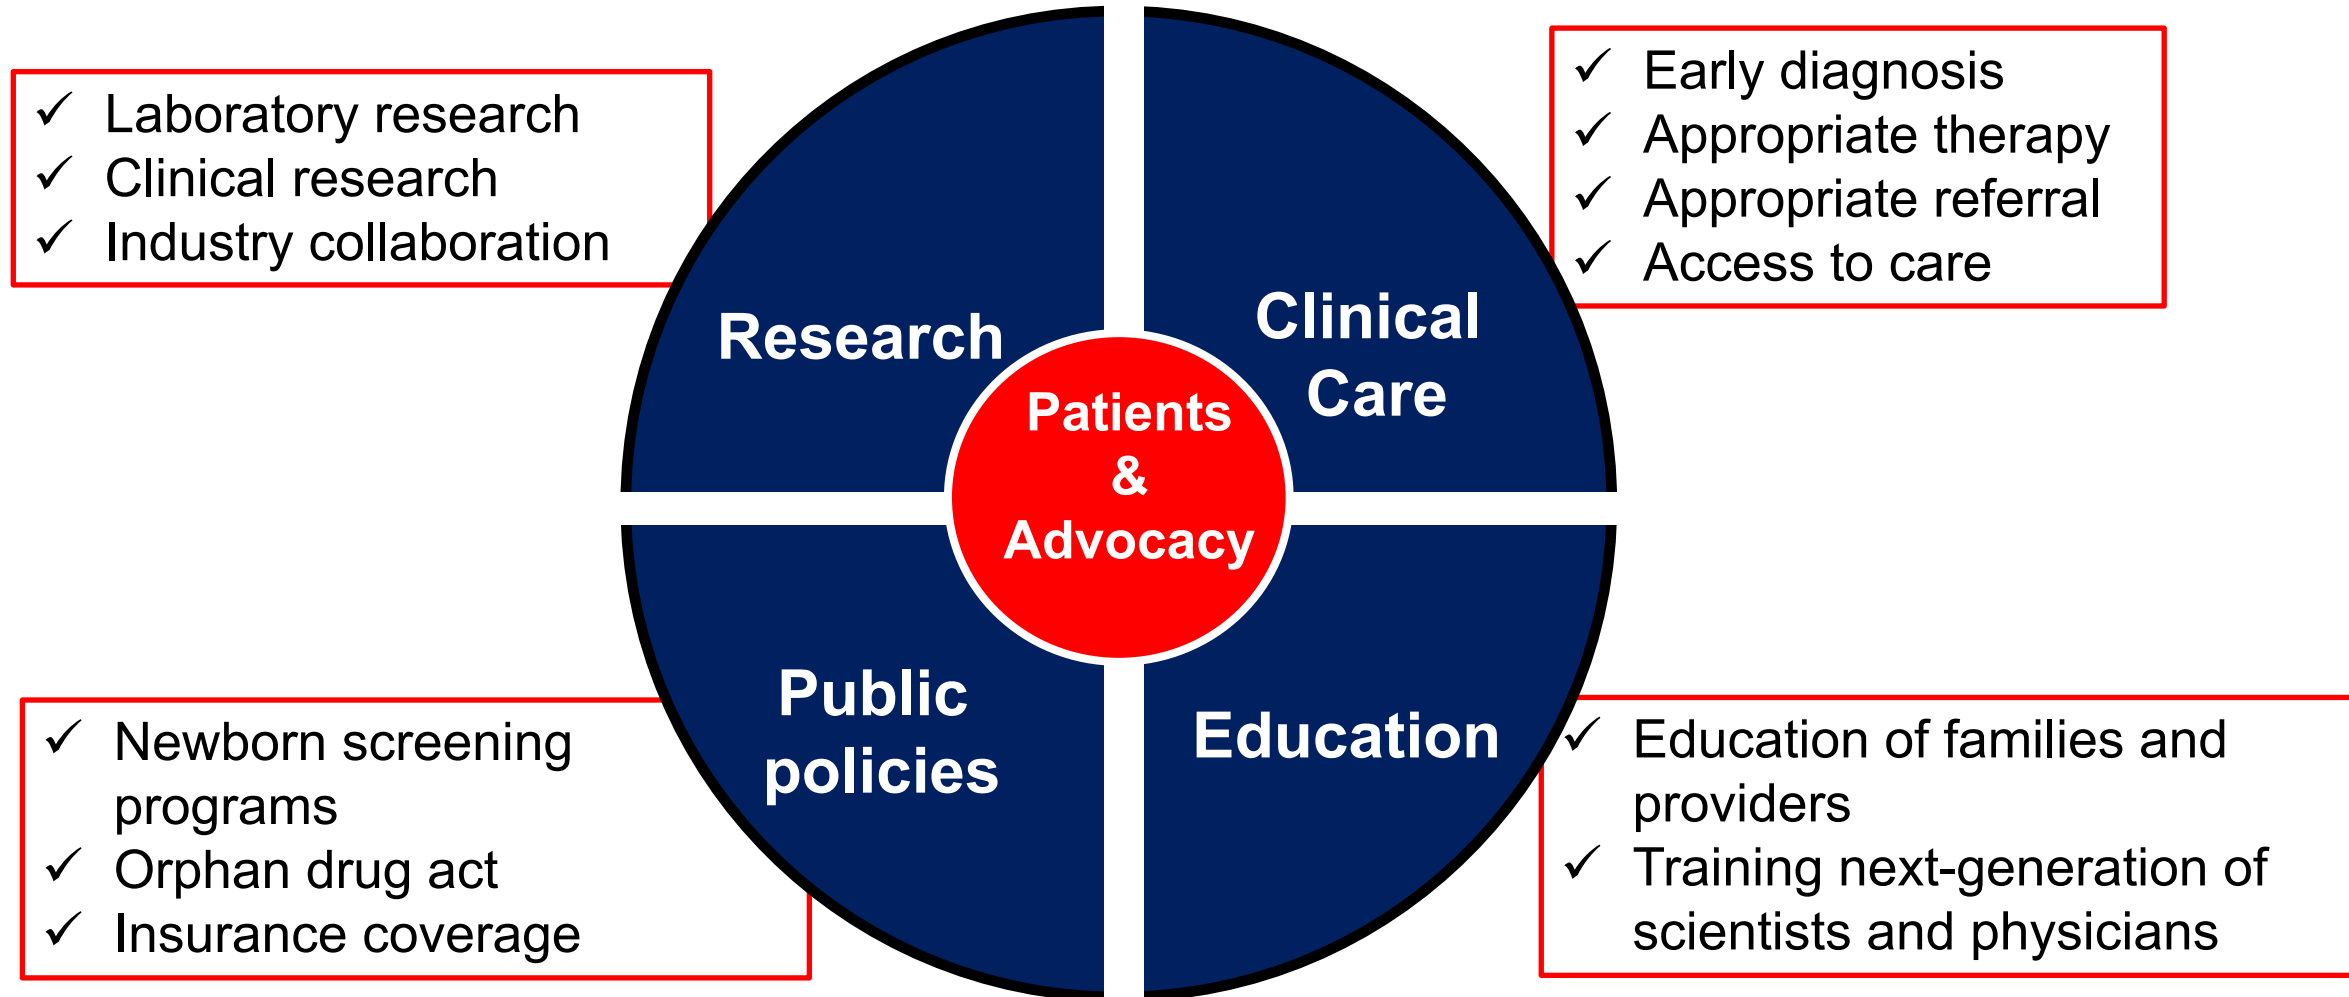 ✓ Laboratory research
✓ Clinical research
✓ Industry collaboration
✓ Early diagnosis
✓ Appropriate therapy
✓ Appropriate referral
✓ Access to care
Research
Clinical
Care
Patients
&
Advocacy
Public
policies
Education
✓ Newborn screening
programs
✓ Orphan drug act
✓ Insurance coverage
✓ Education of families and
providers
✓ Training next-generation of
scientists and physicians